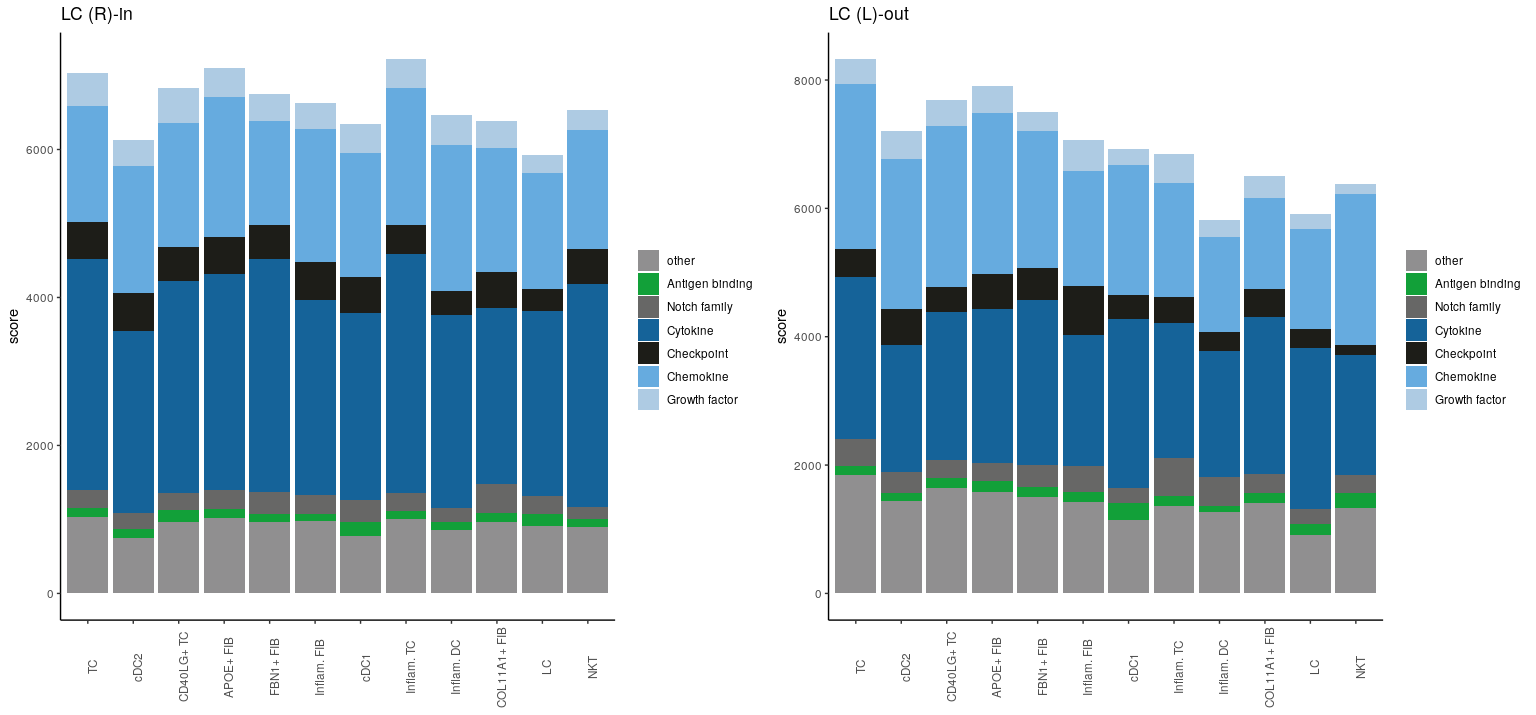 LC (R)-in
score
6000
4000
2000
0
TC
cDC2
CD40LG+ TC
APOE+ FIB
FBN1+ FIB
Inflam. FIB
cDC1
Inflam. TC
Inflam. DC
COL11A1+ FIB
LC
NKT
other
Antigen binding
Notch family
Cytokine
Checkpoint
Chemokine
Growth factor
LC (L)-out
score
8000
6000
4000
2000
0
TC
cDC2
CD40LG+ TC
APOE+ FIB
FBN1+ FIB
Inflam. FIB
cDC1
Inflam. TC
Inflam. DC
COL11A1+ FIB
LC
NKT
other
Antigen binding
Notch family
Cytokine
Checkpoint
Chemokine
Growth factor